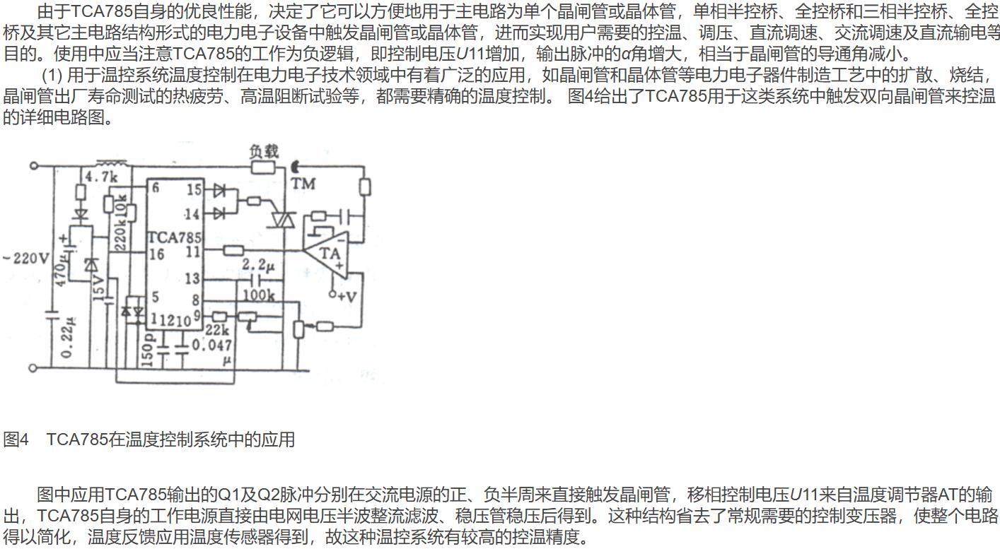 由于TCA785自身的优良性能，决定了它可以方便地用于主电路为单个晶闸管或晶体管，单相半控桥、全控桥和三相半控桥、全控
桥及其它主电路结构形式的电力电子设备中触发晶闸管或晶体管，进而实现用户需要的控温、调压、直流调速、交流调速及直流输电等
目的。使用中应当注意TCA785的工作为负逻辑，即控制电压U11增加，输出脉冲的α角增大，相当于晶闸管的导通角减小。
(1) 用于温控系统温度控制在电力电子技术领域中有着广泛的应用，如晶闸管和晶体管等电力电子器件制造工艺中的扩散、烧结，
晶闸管出厂寿命测试的热疲劳、高温阻断试验等，都需要精确的温度控制。 图4给出了TCA785用于这类系统中触发双向晶闸管来控温
的详细电路图。
负载
4.7k
TM
6
15
10k
220k
14
TCA785
16
11
TA
−
+
~220V
470μ
+
15V
2.2μ
13
100k
+V
5
8
1
12
10
9
22k
0.22μ
150p
0.047
μ
图4 TCA785在温度控制系统中的应用
图中应用TCA785输出的Q1及Q2脉冲分别在交流电源的正、负半周来直接触发晶闸管，移相控制电压U11来自温度调节器AT的输
出，TCA785自身的工作电源直接由电网电压半波整流滤波、稳压管稳压后得到。这种结构省去了常规需要的控制变压器，使整个电路
得以简化，温度反馈应用温度传感器得到，故这种温控系统有较高的控温精度。